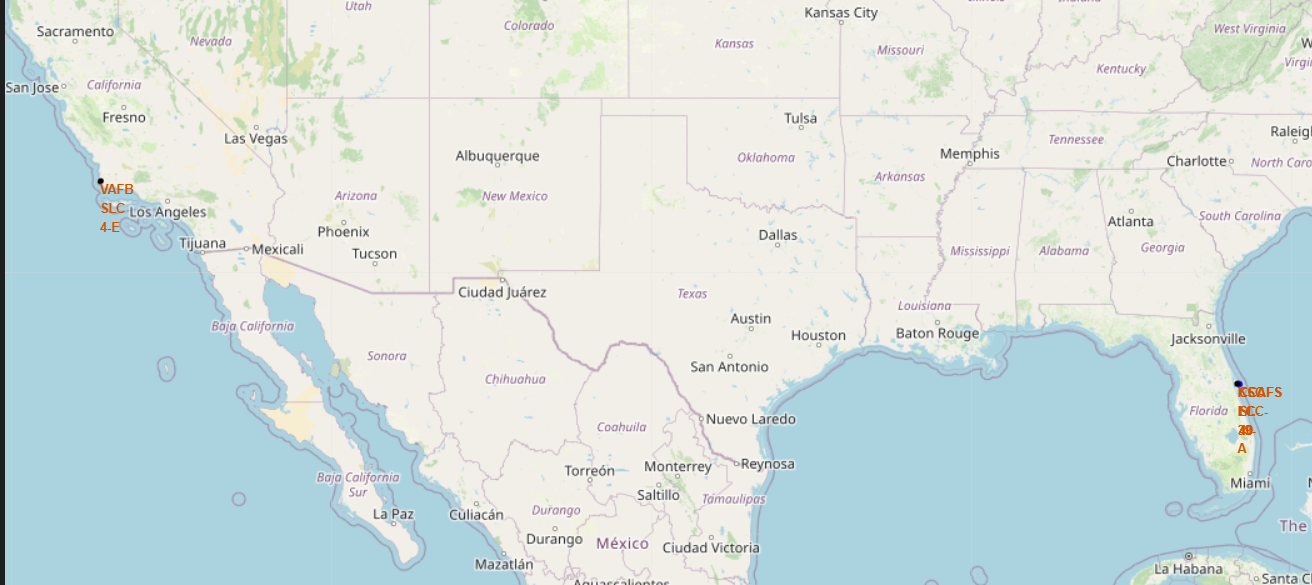 Utah
Colorado
Kansas City
Sacramento
Nevada
Kansas
Missouri
West Virginia
San Jose
California
Kentucky
Fresno
Las Vegas
Tulsa
Albuquerque
Oklahoma
Memphis
Tennessee
Charlotte
VAFB
SLC
4-E
Los Angeles
Arizona
New Mexico
Arkansas
Phoenix
Dallas
Atlanta
South Carolina
Tijuana
Mexicali
Tucson
Mississippi
Alabama
Georgia
Ciudad Juárez
Texas
Louisiana
Baja California
Austin
Houston
Baton Rouge
Jacksonville
Sonora
San Antonio
Chihuahua
Florida
Nuevo Laredo
Coahuila
Torreón
Monterrey
Reynosa
Baja California
Sur
Saltillo
Tamaulipas
Miami
La Paz
Culiacán
Durango
Durango
México
Ciudad Victoria
The
Mazatlán
La Habana
A